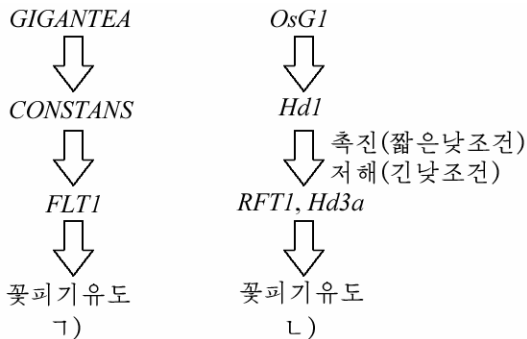 GIGANTEA
CONSTANS
FLT1
꽃피기유도
ㄱ)
OsG1
Hd1
촉진(짧은낮조건)
저해(긴낮조건)
RFT1, Hd3a
꽃피기유도
ㄴ)